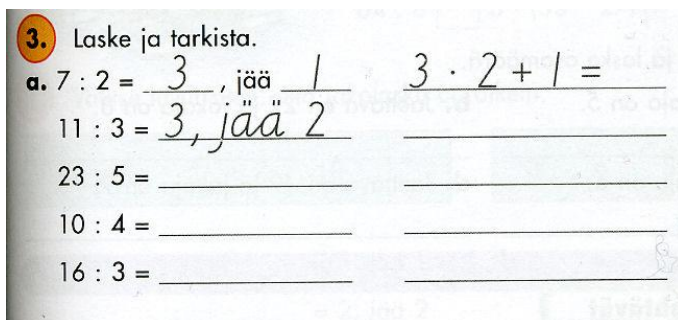 3. Laske ja tarkista.
a. 7 : 2 = 3, jää 1 3 · 2 + 1 =
11 : 3 = 3, jää 2
23 : 5 =
10 : 4 =
16 : 3 =